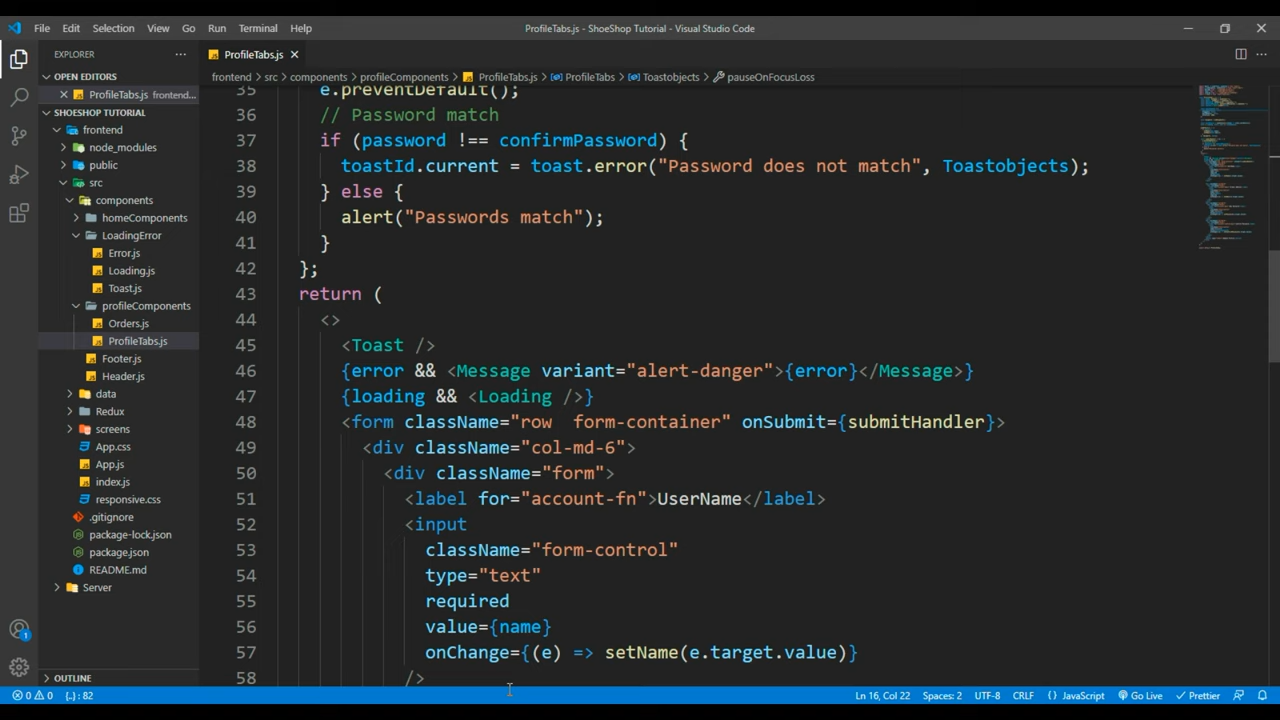 File Edit Selection View Go Run Terminal Help
ProfileTabs.js - ShoeShop Tutorial - Visual Studio Code
EXPLORER
ProfileTabs.js
OPEN EDITORS
ProfileTabs.js frontend...
SHOESHOP TUTORIAL
frontend
node_modules
public
src
components
homeComponents
LoadingError
Error.js
Loading.js
Toast.js
profileComponents
Orders.js
ProfileTabs.js
Footer.js
Header.js
data
Redux
screens
App.css
App.js
index.js
responsive.css
.gitignore
package-lock.json
package.json
README.md
Server
OUTLINE
frontend > src > components > profileComponents > ProfileTabs.js > ProfileTabs > Toastobjects > pauseOnFocusLoss
35 e.preventDefault();
36 // Password match
37 if (password !== confirmPassword) {
38 toastId.current = toast.error("Password does not match", Toastobjects);
39 } else {
40 alert("Passwords match");
41 }
42 };
43 return (
44 <>
45 <Toast />
46 {error && <Message variant="alert-danger">{error}</Message>}
47 {loading && <Loading />}
48 <form className="row  form-container" onSubmit={submitHandler}>
49 <div className="col-md-6">
50 <div className="form">
51 <label for="account-fn">UserName</label>
52 <input
53 className="form-control"
54 type="text"
55 required
56 value={name}
57 onChange={(e) => setName(e.target.value)}
58 />
1
0 0 {..}: 82
Ln 16, Col 22 Spaces: 2 UTF-8 CRLF {} JavaScript Go Live Prettier